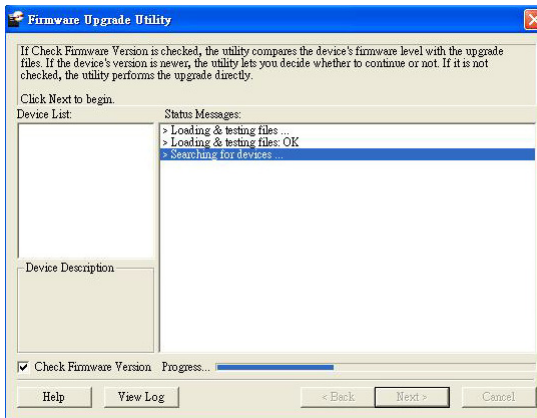 Firmware Upgrade Utility
If Check Firmware Version is checked, the utility compares the device's firmware level with the upgrade
files. If the device's version is newer, the utility lets you decide whether to continue or not. If it is not
checked, the utility performs the upgrade directly.
Click Next to begin.
Device List:
Status Messages:
> Loading & testing files ...
> Loading & testing files: OK
> Searching for devices ...
Device Description
Check Firmware Version
Progress...
Help
View Log
< Back
Next >
Cancel